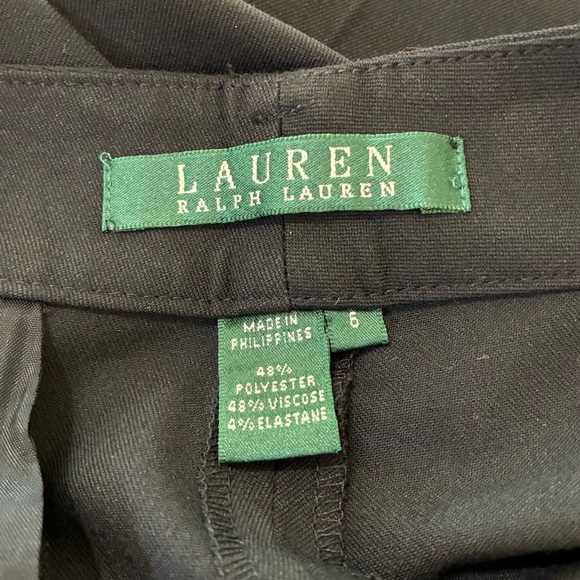 LAUREN
RALPH LAUREN
MADE IN
PHILIPPINES
6
48%
POLYESTER
48% VISCOSE
4% ELASTANE